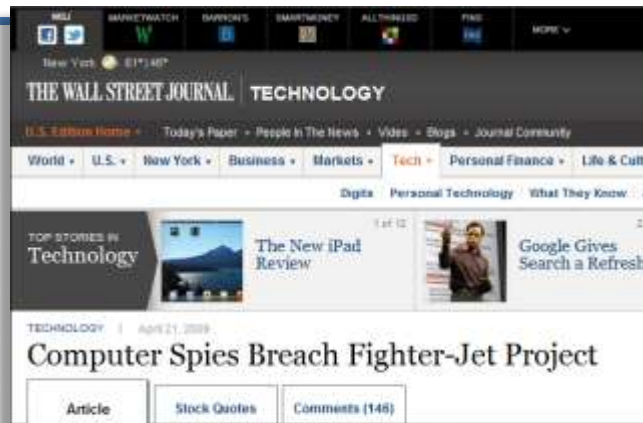 WSJ MARKETWATCH BARRON'S SMARTMONEY ALLTHINGSD FINS MORE
New York
THE WALL STREET JOURNAL. TECHNOLOGY
U.S. Edition Home Today's Paper • People In The News • Video • Blogs • Journal Community
World U.S. New York Business Markets Tech Personal Finance Life & Cult
Digits Personal Technology What They Know
1 of 12
TOP STORIES IN
Technology
The New iPad
Review
Google Gives
Search a Refresh
TECHNOLOGY | April 21, 2009
Computer Spies Breach Fighter-Jet Project
Article Stock Quotes Comments (146)